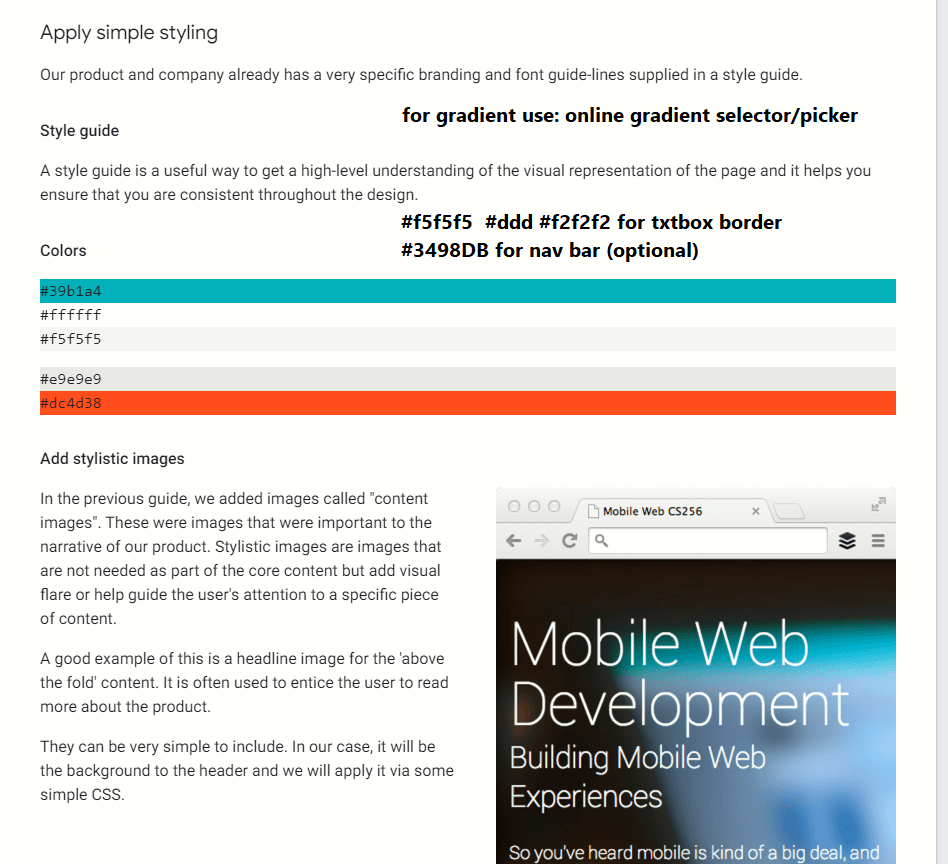 Apply simple styling
Our product and company already has a very specific branding and font guide-lines supplied in a style guide.
for gradient use: online gradient selector/picker
Style guide
A style guide is a useful way to get a high-level understanding of the visual representation of the page and it helps you
ensure that you are consistent throughout the design.
#f5f5f5  #ddd #f2f2f2 for txtbox border
#3498DB for nav bar (optional)
Colors
#39b1a4
#ffffff
#f5f5f5
#e9e9e9
#dc4d38
Add stylistic images
In the previous guide, we added images called "content
images". These were images that were important to the
narrative of our product. Stylistic images are images that
are not needed as part of the core content but add visual
flare or help guide the user's attention to a specific piece
of content.
A good example of this is a headline image for the 'above
the fold' content. It is often used to entice the user to read
more about the product.
They can be very simple to include. In our case, it will be
the background to the header and we will apply it via some
simple CSS.
Mobile Web CS256
Mobile Web
Development
Building Mobile Web
Experiences
So you've heard mobile is kind of a big deal, and